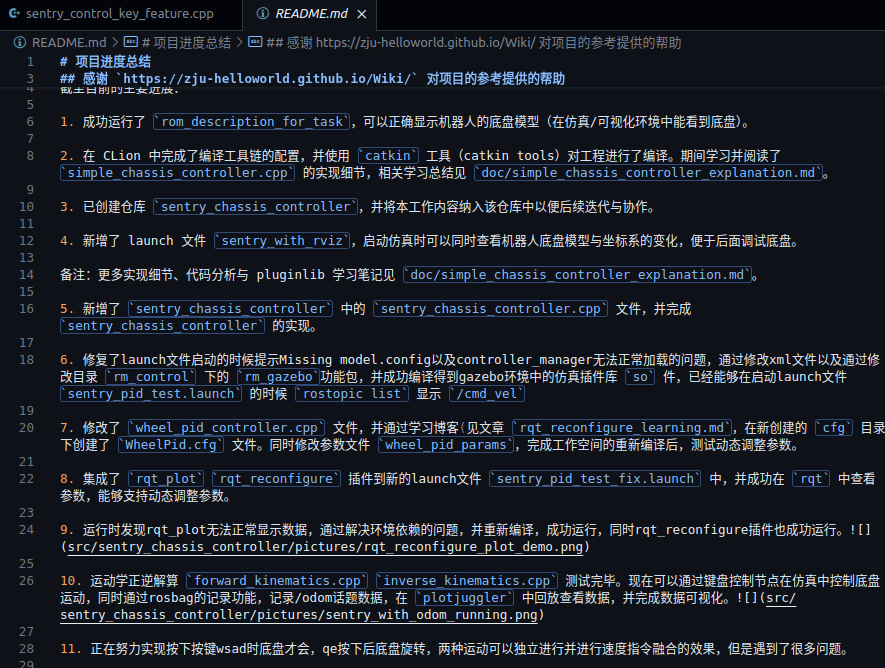 sentry_control_key_feature.cpp
README.md
README.md > # 项目进度总结 > ## 感谢 https://zju-helloworld.github.io/Wiki/ 对项目的参考提供的帮助
1 # 项目进度总结
3 ## 感谢 `https://zju-helloworld.github.io/Wiki/` 对项目的参考提供的帮助
4 截至目前的主要进展：
5
6 1. 成功运行了 `rom_description_for_task`，可以正确显示机器人的底盘模型（在仿真/可视化环境中能看到底盘）。
7
8 2. 在 CLion 中完成了编译工具链的配置，并使用 `catkin` 工具（catkin tools）对工程进行了编译。期间学习并阅读了
`simple_chassis_controller.cpp` 的实现细节，相关学习总结见 `doc/simple_chassis_controller_explanation.md`。
9
10 3. 已创建仓库 `sentry_chassis_controller`，并将本工作内容纳入该仓库中以便后续迭代与协作。
11
12 4. 新增了 launch 文件 `sentry_with_rviz`，启动仿真时可以同时查看机器人底盘模型与坐标系的变化，便于后面调试底盘。
13
14 备注：更多实现细节、代码分析与 pluginlib 学习笔记见 `doc/simple_chassis_controller_explanation.md`。
15
16 5. 新增了 `sentry_chassis_controller` 中的 `sentry_chassis_controller.cpp` 文件，并完成
`sentry_chassis_controller` 的实现。
17
18 6. 修复了launch文件启动的时候提示Missing model.config以及controller_manager无法正常加载的问题，通过修改xml文件以及通过修
改目录 `rm_control` 下的 `rm_gazebo`功能包，并成功编译得到gazebo环境中的仿真插件库 `so` 件，已经能够在启动launch文件
`sentry_pid_test.launch` 的时候 `rostopic list` 显示 `/cmd_vel`
19
20 7. 修改了 `wheel_pid_controller.cpp` 文件，并通过学习博客(见文章 `rqt_reconfigure_learning.md`，在新创建的 `cfg` 目录
下创建了 `WheelPid.cfg` 文件。同时修改参数文件 `wheel_pid_params`，完成工作空间的重新编译后，测试动态调整参数。
21
22 8. 集成了 `rqt_plot` `rqt_reconfigure` 插件到新的launch文件 `sentry_pid_test_fix.launch` 中，并成功在 `rqt` 中查看
参数，能够支持动态调整参数。
23
24 9. 运行时发现rqt_plot无法正常显示数据，通过解决环境依赖的问题，并重新编译，成功运行，同时rqt_reconfigure插件也成功运行。![]
(src/sentry_chassis_controller/pictures/rqt_reconfigure_plot_demo.png)
25
26 10. 运动学正逆解算 `forward_kinematics.cpp` `inverse_kinematics.cpp` 测试完毕。现在可以通过键盘控制节点在仿真中控制底盘
运动，同时通过rosbag的记录功能，记录/odom话题数据，在 `plotjuggler` 中回放查看数据，并完成数据可视化。![](src/
sentry_chassis_controller/pictures/sentry_with_odom_running.png)
27
28 11. 正在努力实现按下按键wsad时底盘才会，qe按下后底盘旋转，两种运动可以独立进行并进行速度指令融合的效果，但是遇到了很多问题。
29